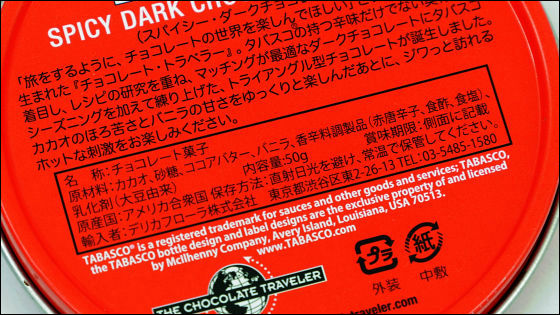 SPICY DARK CHO
(スパイシー・ダークチョコ
「旅をするように、チョコレートの世界を楽しんでほしい」
生まれた『チョコレート・トラベラー』。タバスコの持つ辛味だけでない
着目し、レシピの研究を重ね、マッチングが最適なダークチョコレートにタバスコ
シーズニングを加えて練り上げた、トライアングル型チョコレートが誕生しました。
カカオのほろ苦さとバニラの甘さをゆっくりと楽しんだあとに、ジワっと訪れる
ホットな刺激をお楽しみください。
名 称:チョコレート菓子
原材料:カカオ、砂糖、ココアバター、バニラ、香辛料調製品(赤唐辛子、食酢、食塩)、
乳化剤(大豆由来) 内容量:50g 賞味期限:側面に記載
原産国:アメリカ合衆国 保存方法:直射日光を避け、常温で保管してください。
輸入者:デリカフローラ株式会社 東京都渋谷区東2-26-13 TEL:03-5485-1580
TABASCO® is a registered trademark for sauces and other goods and services; TABASCO,
the TABASCO bottle design and label designs are the exclusive property of and licensed
by McIlhenny Company, Avery Island, Louisiana, USA 70513.
www.TABASCO.com
THE CHOCOLATE TRAVELER
プラ
外装
紙
中敷
traveler.com